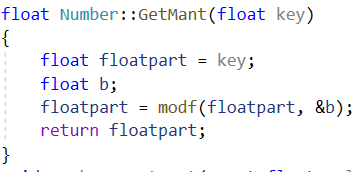 float Number::GetMant(float key)
{
float floatpart = key;
float b;
floatpart = modf(floatpart, &b);
return floatpart;
}